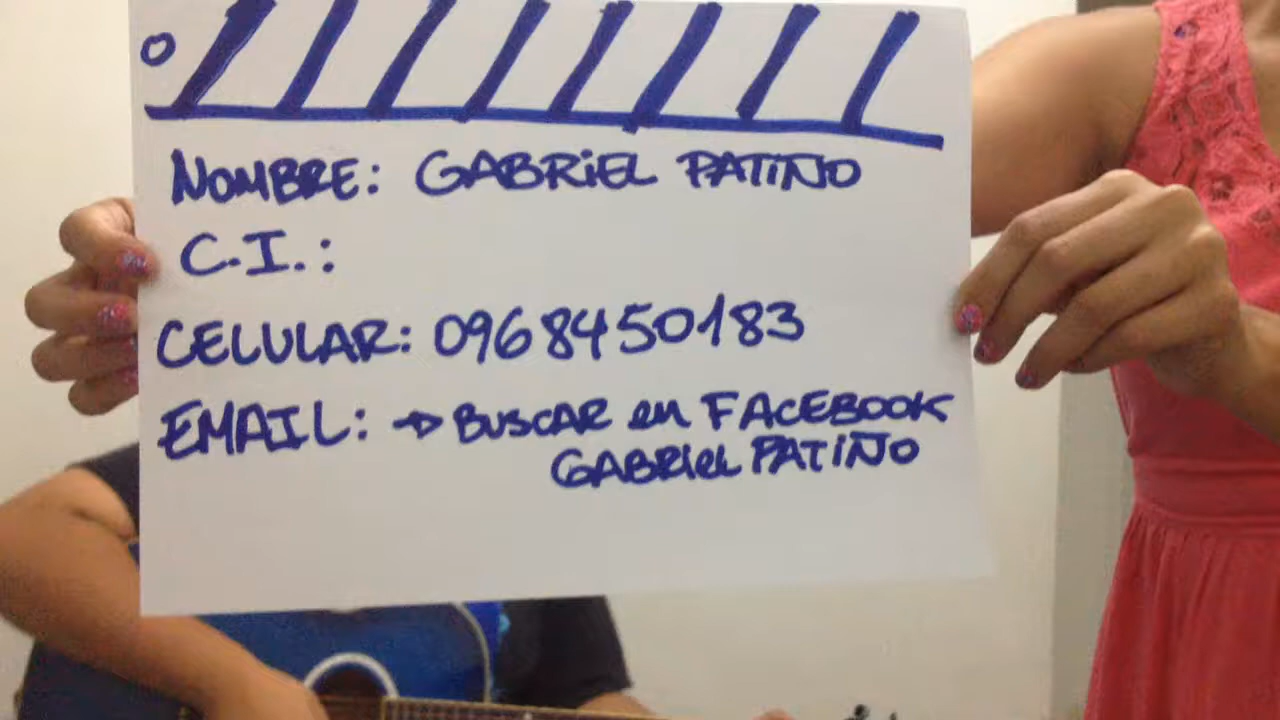 NOMBRE: GABRIEL PATIÑO
C.I.:
CELULAR: 0968450183
EMAIL: → BUSCAR en FACEBOOK
GABRIEL PATIÑO